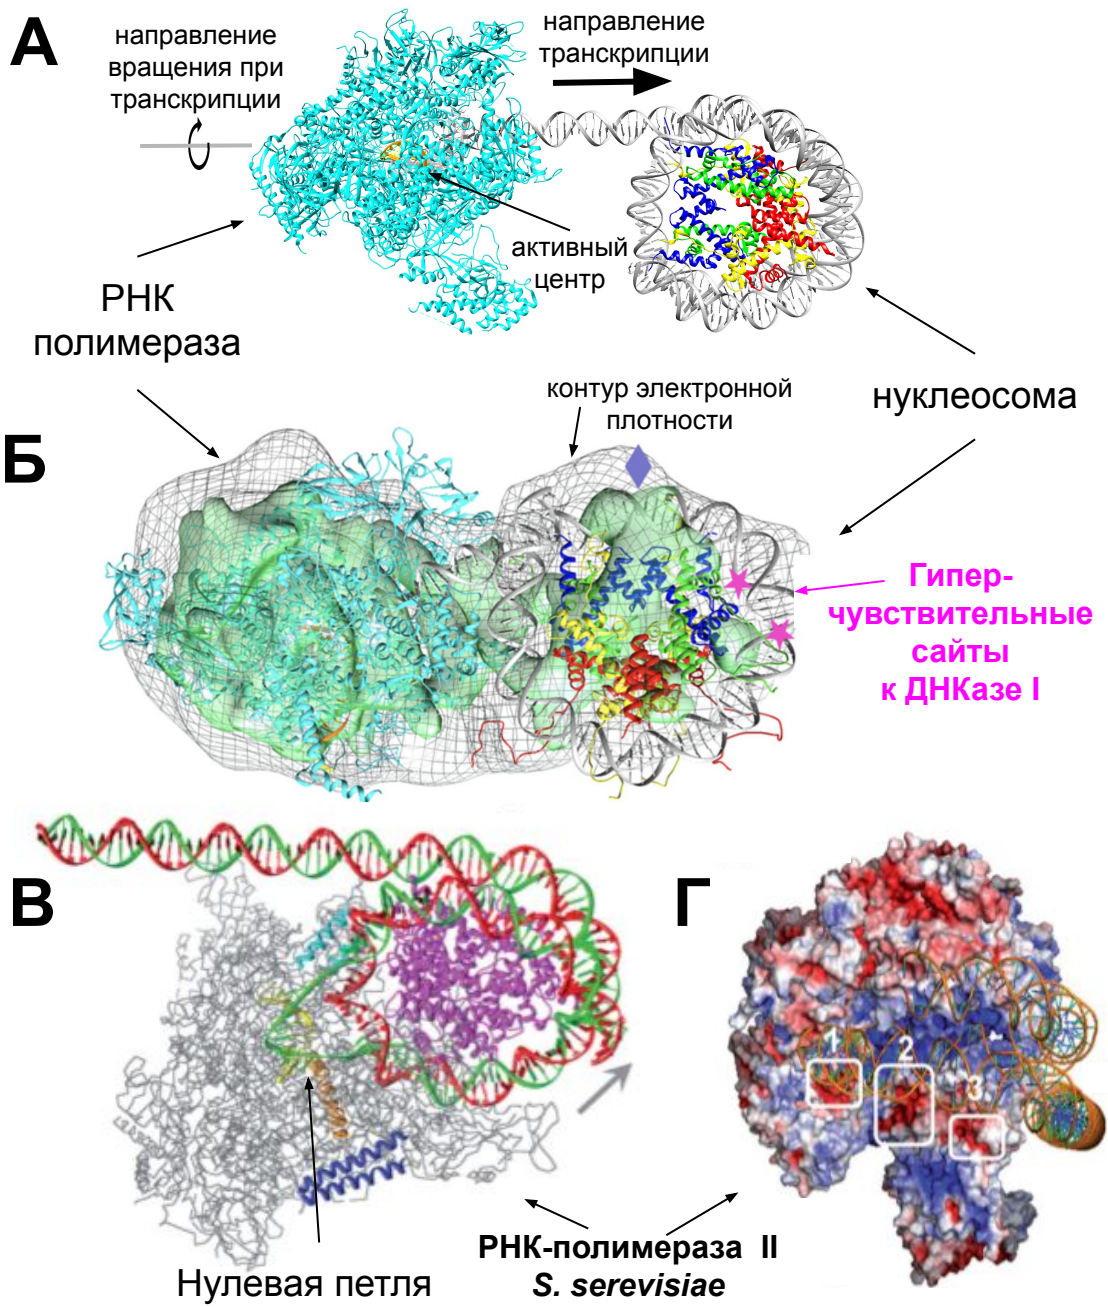 А
направление
вращения при
транскрипции
направление
транскрипции
активный
центр
РНК
полимераза
нуклеосома
контур электронной
плотности
Б
Гипер-
чувствительные
сайты
к ДНКазе I
В
Г
1
2
3
РНК-полимераза II
S. serevisiae
Нулевая петля